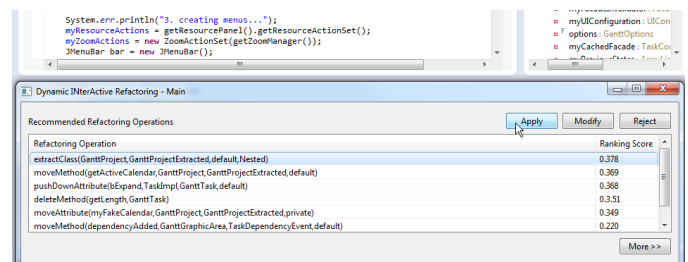 System.err.println("3. creating menus...");
myResourceActions = getResourcePanel().getResourceActionSet();
myZoomActions = new ZoomActionSet(getZoomManager());
JMenuBar bar = new JMenuBar();
myUIConfiguration : UICon
options : GanttOptions
myCachedFacade : TaskCo
Dynamic INterActive Refactoring - Main
Recommended Refactoring Operations
Apply
Modify
Reject
Refactoring Operation
Ranking Score
extractClass(GanttProject,GanttProjectExtracted,default,Nested)
0.378
moveMethod(getActiveCalendar,GanttProject,GanttProjectExtracted,default)
0.369
pushDownAttribute(bExpand,TaskImpl,GanttTask,default)
0.368
deleteMethod(getLength,GanttTask)
0.3.51
moveAttribute(myFakeCalendar,GanttProject,GanttProjectExtracted,private)
0.349
moveMethod(dependencyAdded,GanttGraphicArea,TaskDependencyEvent,default)
0.220
More >>